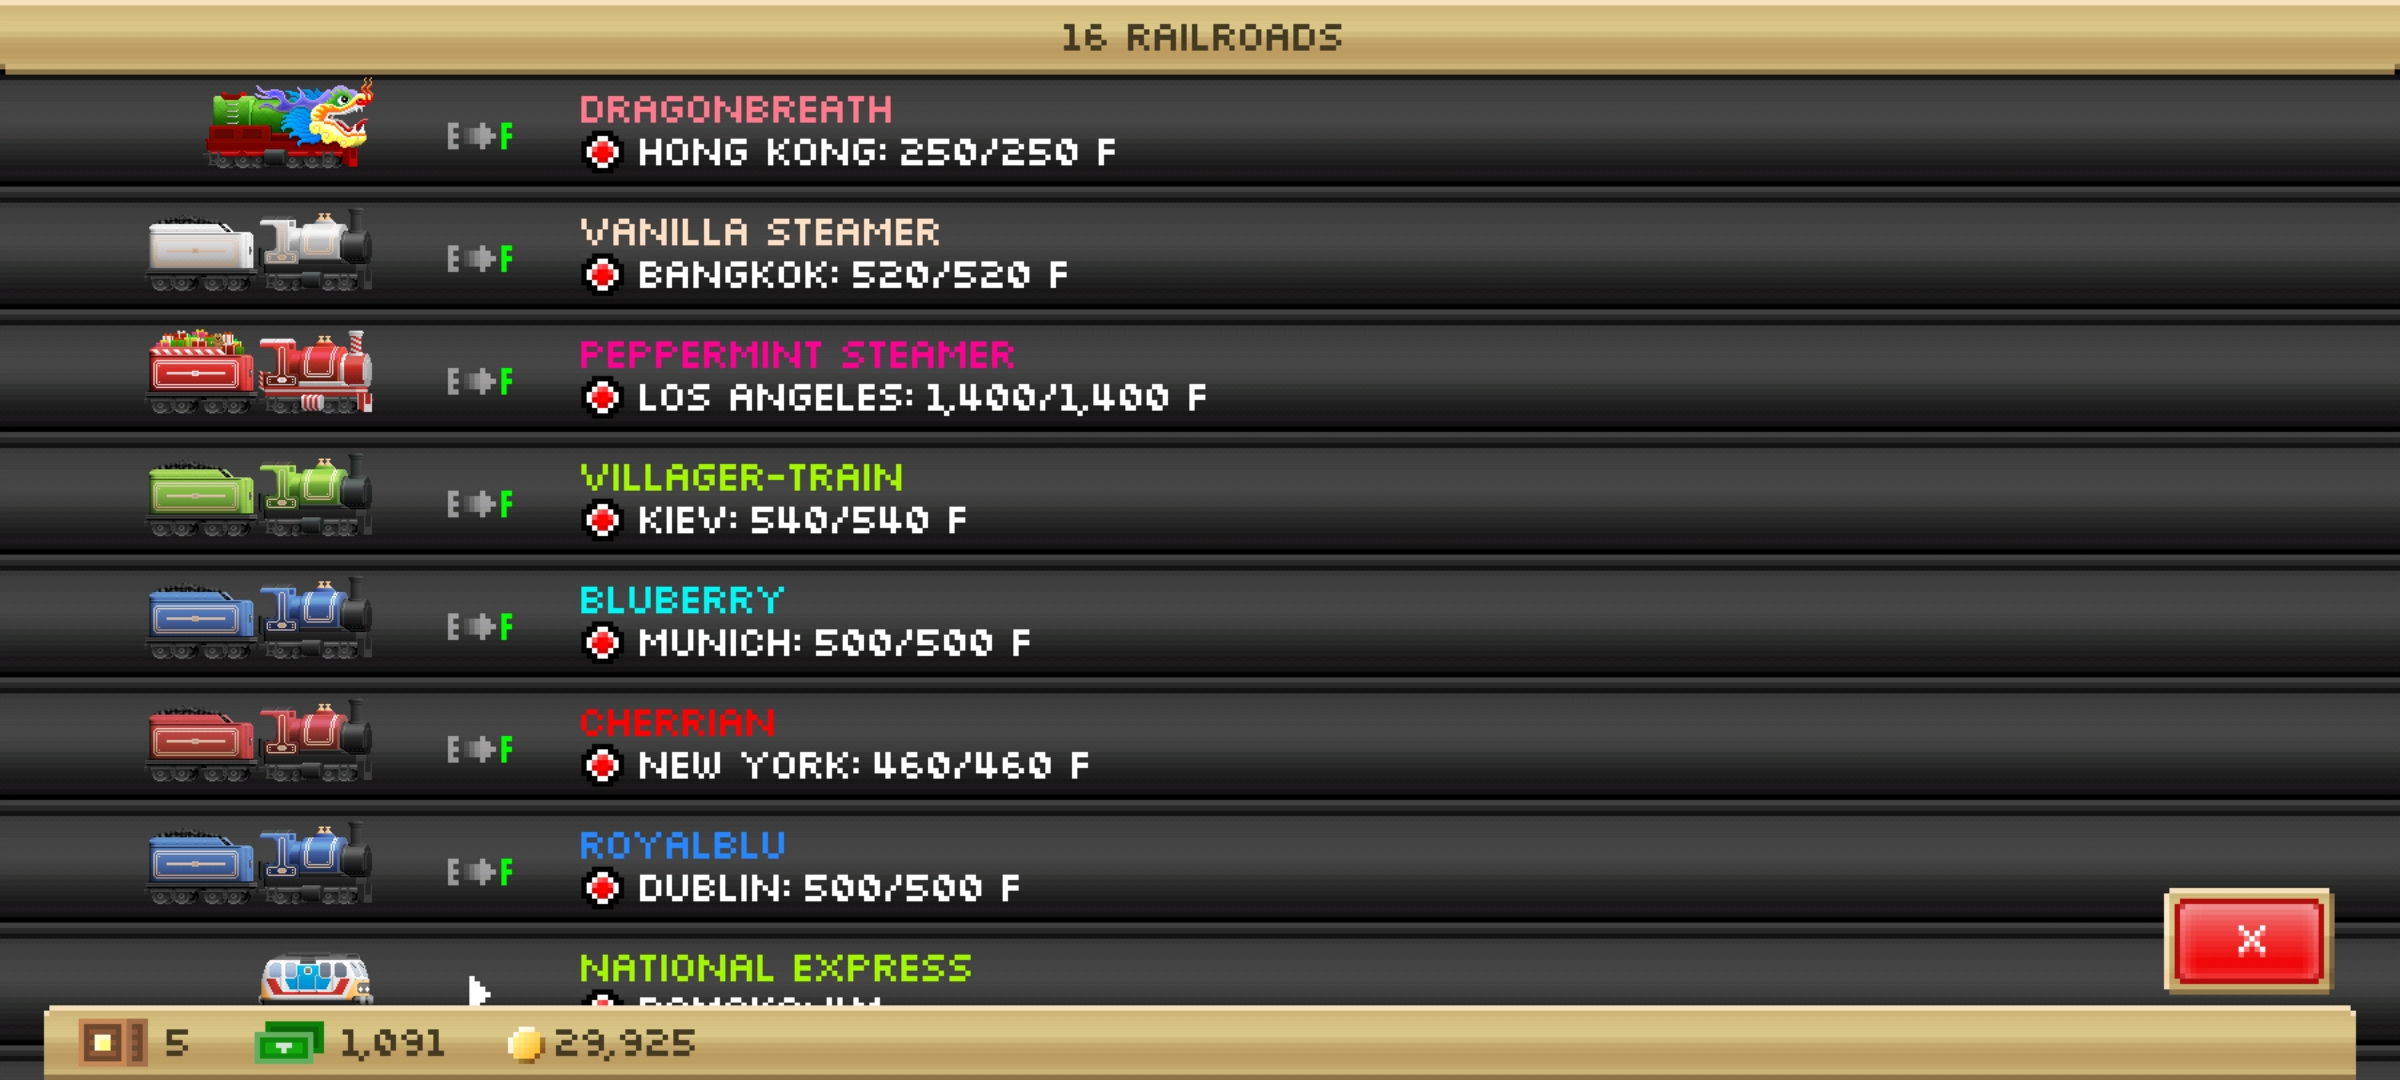 16 RAILROADS
E F
DRAGONBREATH
HONG KONG: 250/250 F
E F
VANILLA STEAMER
BANGKOK: 520/520 F
E F
PEPPERMINT STEAMER
LOS ANGELES: 1,400/1,400 F
E F
VILLAGER-TRAIN
KIEV: 540/540 F
E F
BLUBERRY
MUNICH: 500/500 F
E F
CHERRIAN
NEW YORK: 460/460 F
E F
ROYALBLU
DUBLIN: 500/500 F
X
NATIONAL EXPRESS
5 1,091 29,925